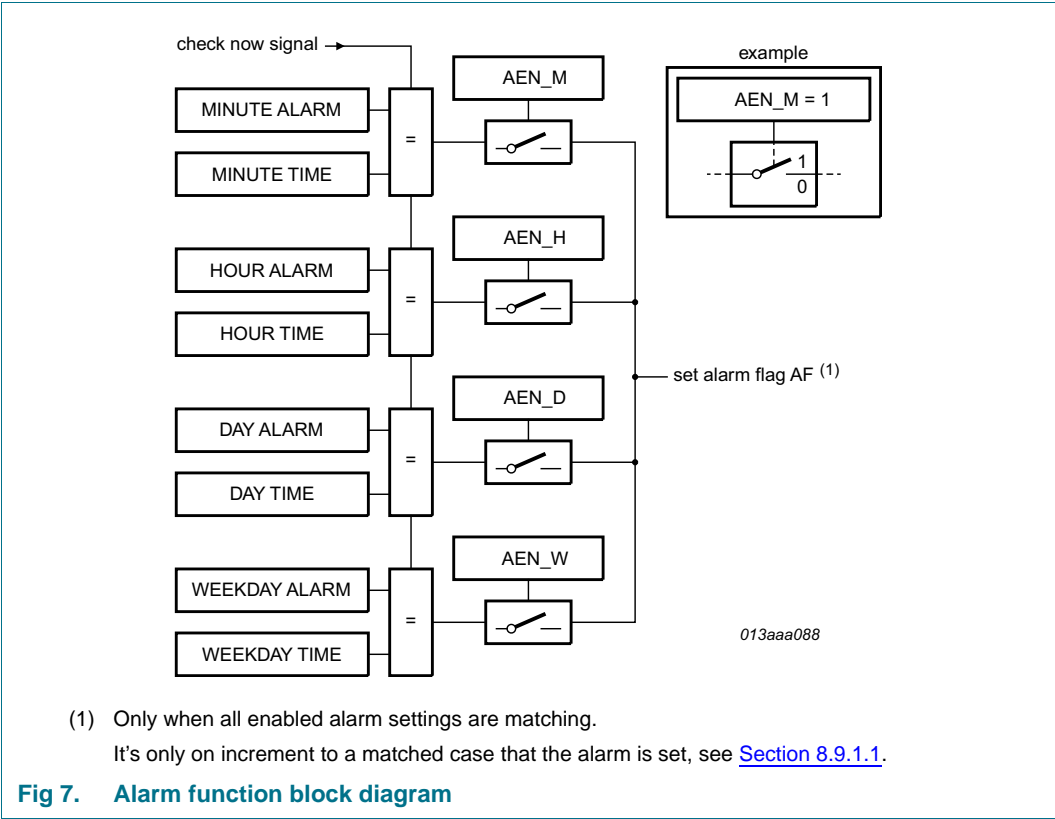 check now signal
example
AEN_M
AEN_M = 1
MINUTE ALARM
=
MINUTE TIME
1
0
AEN_H
HOUR ALARM
=
HOUR TIME
set alarm flag AF (1)
AEN_D
DAY ALARM
=
DAY TIME
AEN_W
WEEKDAY ALARM
=
WEEKDAY TIME
013aaa088
(1) Only when all enabled alarm settings are matching.
It's only on increment to a matched case that the alarm is set, see Section 8.9.1.1.
Fig 7. Alarm function block diagram